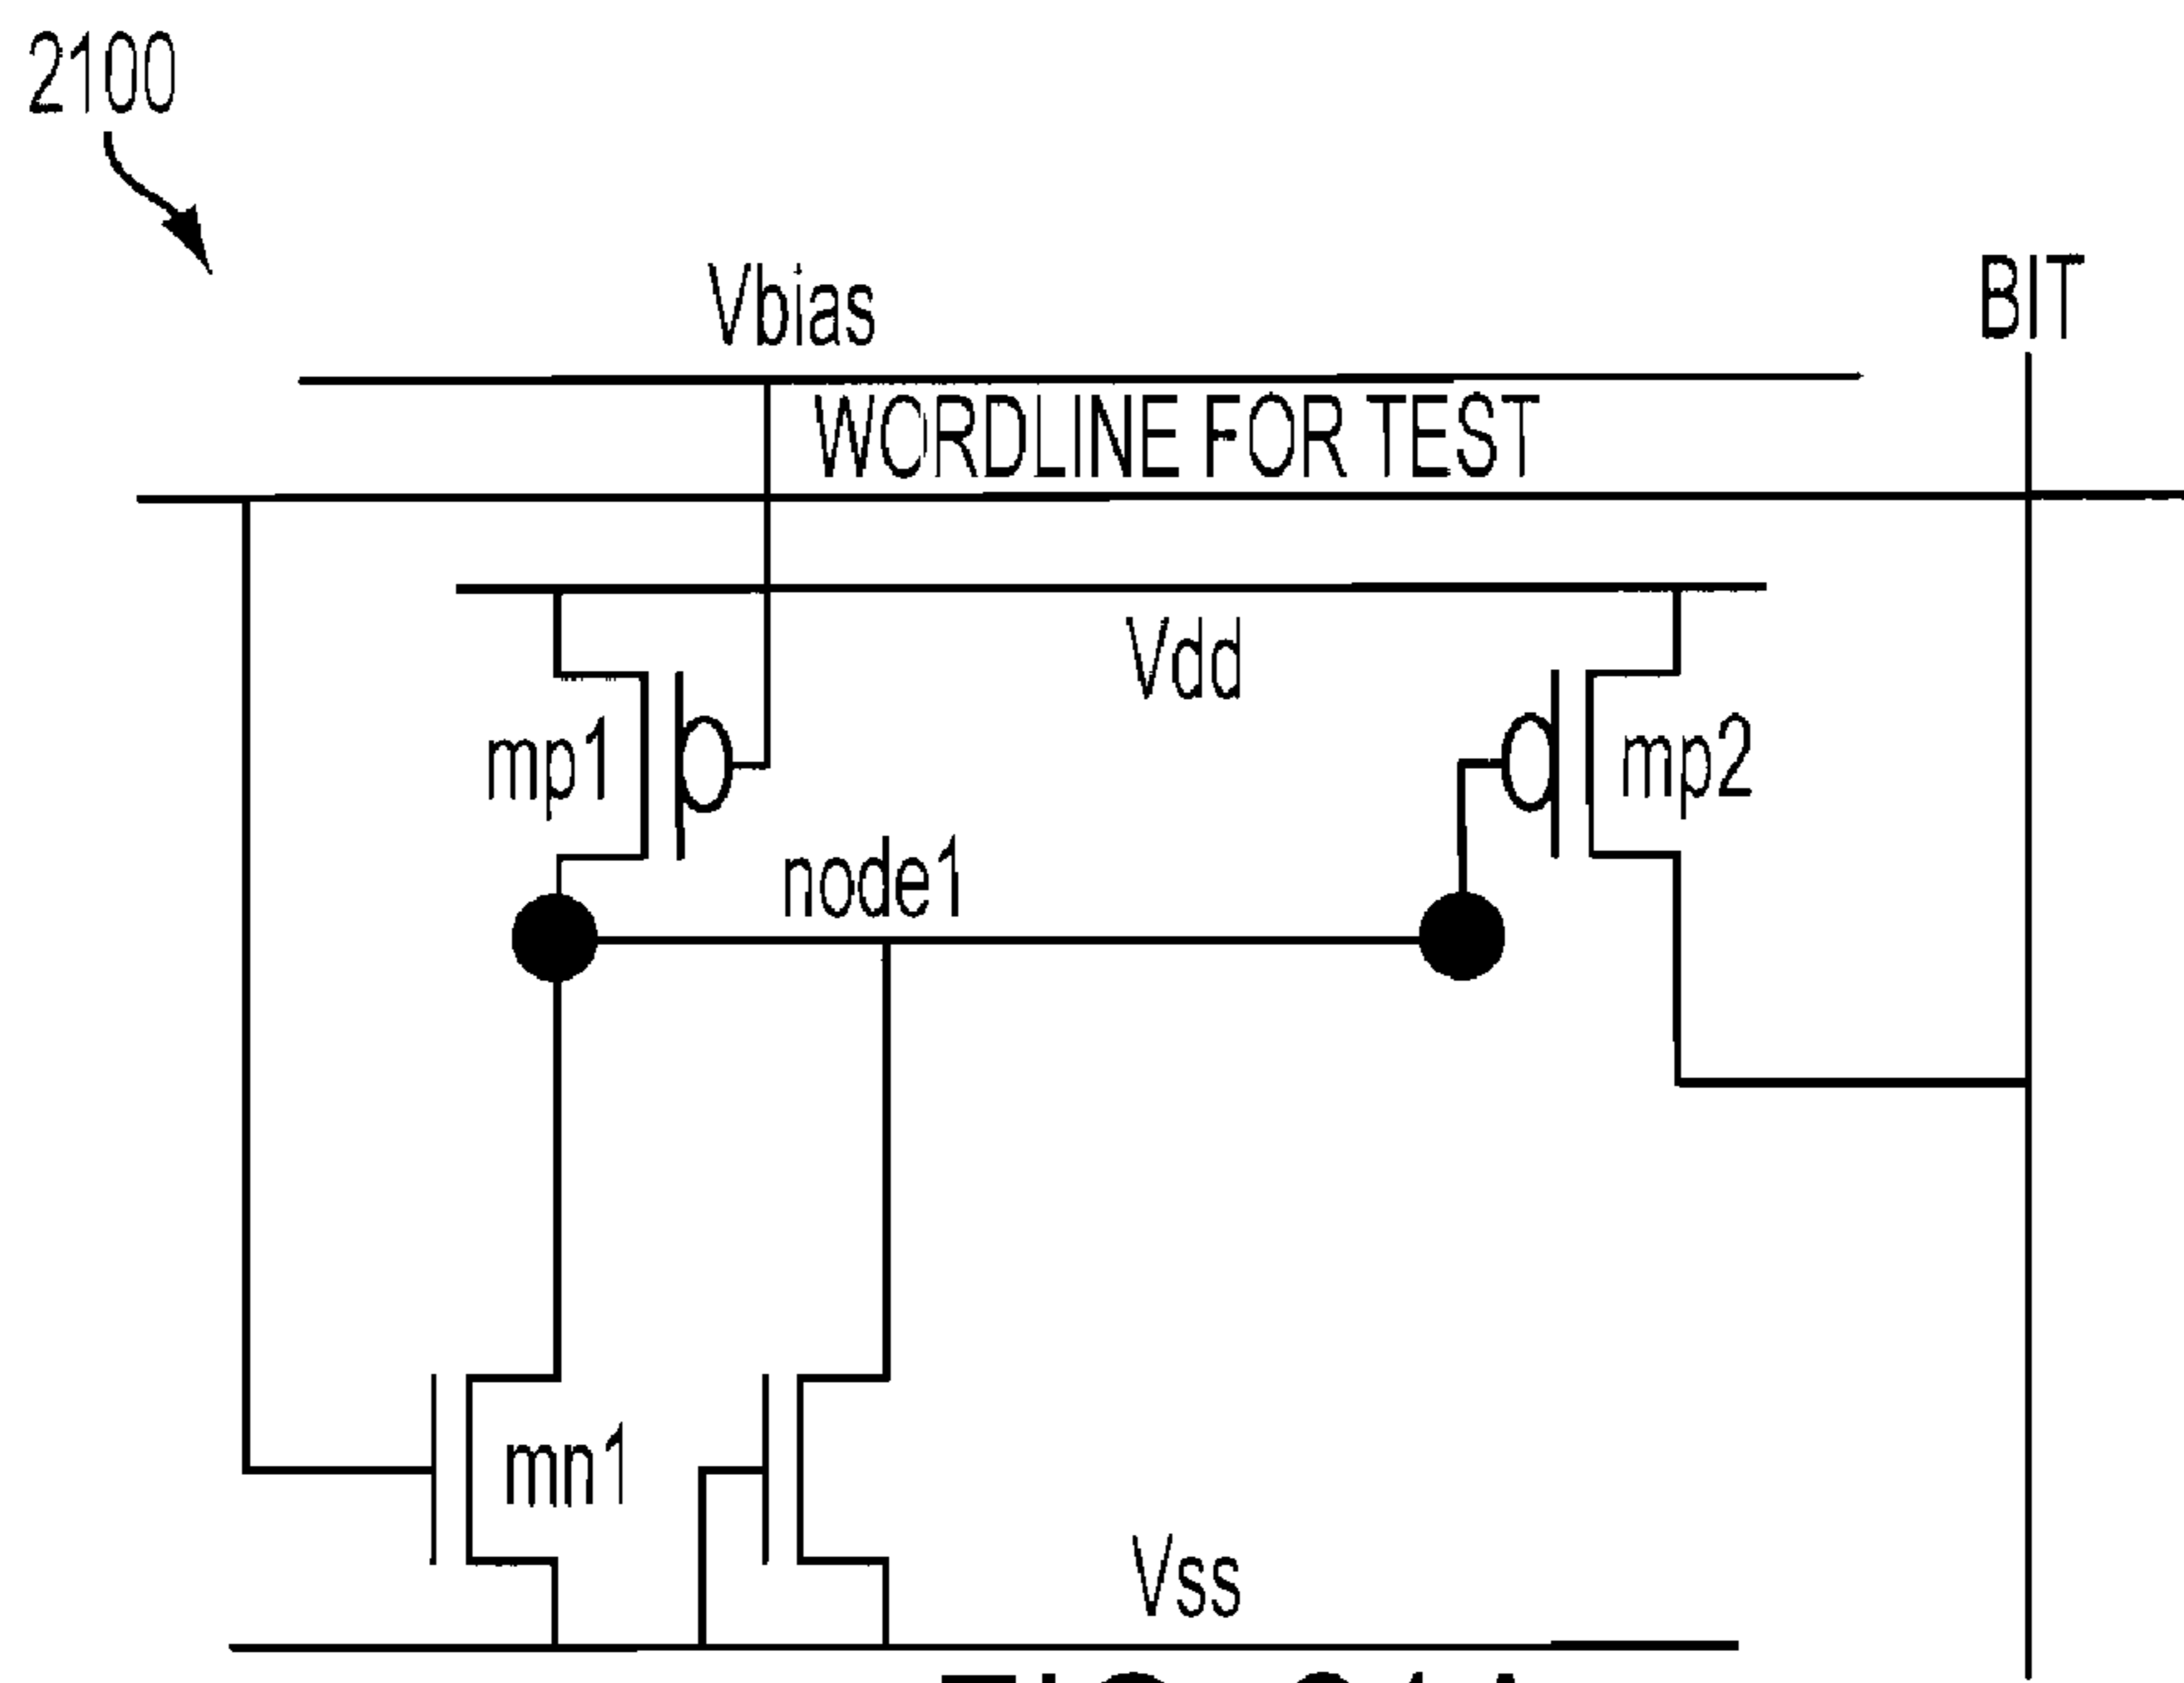 2100
Vbias
BIT
WORDLINE FOR TEST
Vdd
mp1
mp2
node1
mn1
Vss